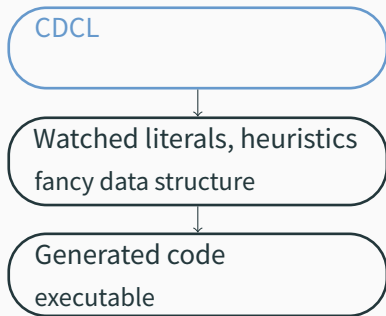 CDCL
Watched literals, heuristics
fancy data structure
Generated code
executable